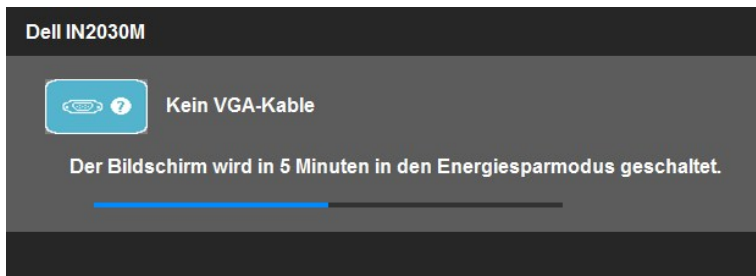 Dell IN2030M
?
Kein VGA-Kable
Der Bildschirm wird in 5 Minuten in den Energiesparmodus geschaltet.